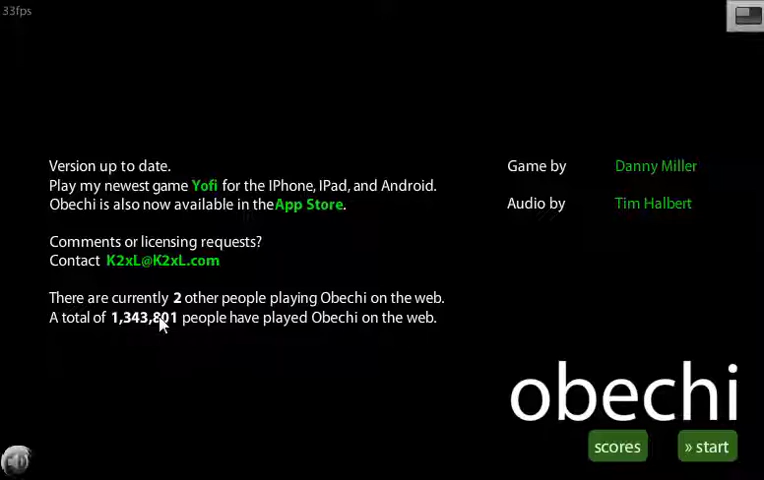 33fps
Version up to date.
Play my newest game Yofi for the IPhone, IPad, and Android.
Obechi is also now available in the App Store.
Comments or licensing requests?
Contact K2xL@K2xL.com
There are currently 2 other people playing Obechi on the web.
A total of 1,343,801 people have played Obechi on the web.
Game by Danny Miller
Audio by Tim Halbert
obechi
scores
» start